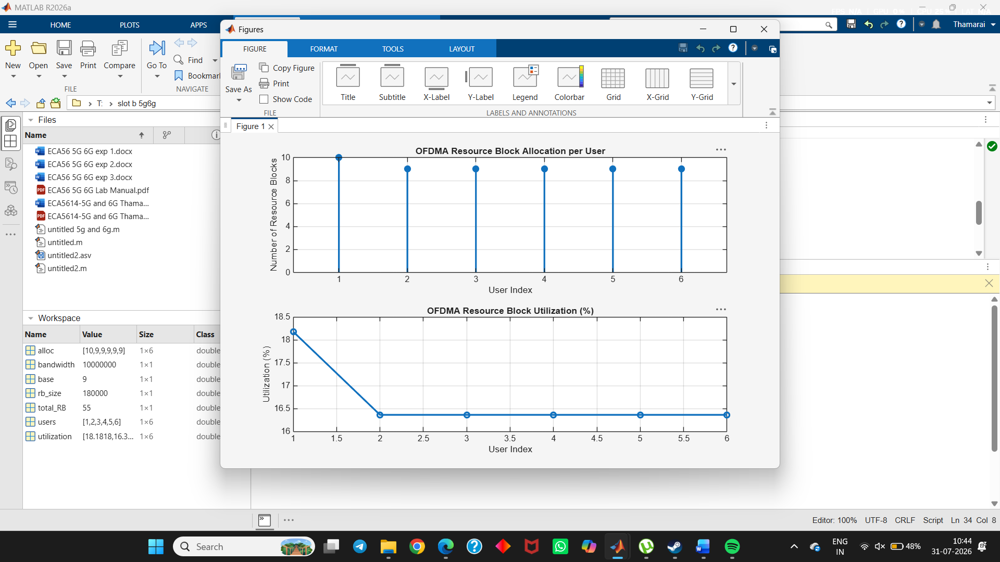 MATLAB R2026a
FPS N/A | GPU 0% | CPU 25% | LAT N/A
HOME PLOTS APPS
Thamarai
Figures
FIGURE FORMAT TOOLS LAYOUT
New Open Save Print Compare Go To
Find
Bookmar
FILE NAVIGATE
Save As
Copy Figure
Print
Show Code
FILE
Title Subtitle X-Label Y-Label Legend Colorbar Grid X-Grid Y-Grid
LABELS AND ANNOTATIONS
T: slot b 5g6g
Files
Name
ECA56 5G 6G exp 1.docx
ECA56 5G 6G exp 2.docx
ECA56 5G 6G exp 3.docx
ECA56 5G 6G Lab Manual.pdf
ECA5614-5G and 6G Thama...
ECA5614-5G and 6G Thama...
untitled 5g and 6g.m
untitled.m
untitled2.asv
untitled2.m
Workspace
Name Value Size Class
alloc [10,9,9,9,9,9] 1×6 double
bandwidth 10000000 1×1 double
base 9 1×1 double
rb_size 180000 1×1 double
total_RB 55 1×1 double
users [1,2,3,4,5,6] 1×6 double
utilization [18.1818,16.3... 1×6 double
Figure 1
OFDMA Resource Block Allocation per User
Number of Resource Blocks
10
8
6
4
2
0
1 2 3 4 5 6
User Index
OFDMA Resource Block Utilization (%)
Utilization (%)
18.5
18
17.5
17
16.5
16
1 1.5 2 2.5 3 3.5 4 4.5 5 5.5 6
User Index
Editor: 100% UTF-8 CRLF Script Ln 34 Col 8
Search
ENG
IN
48%
10:44
31-07-2026